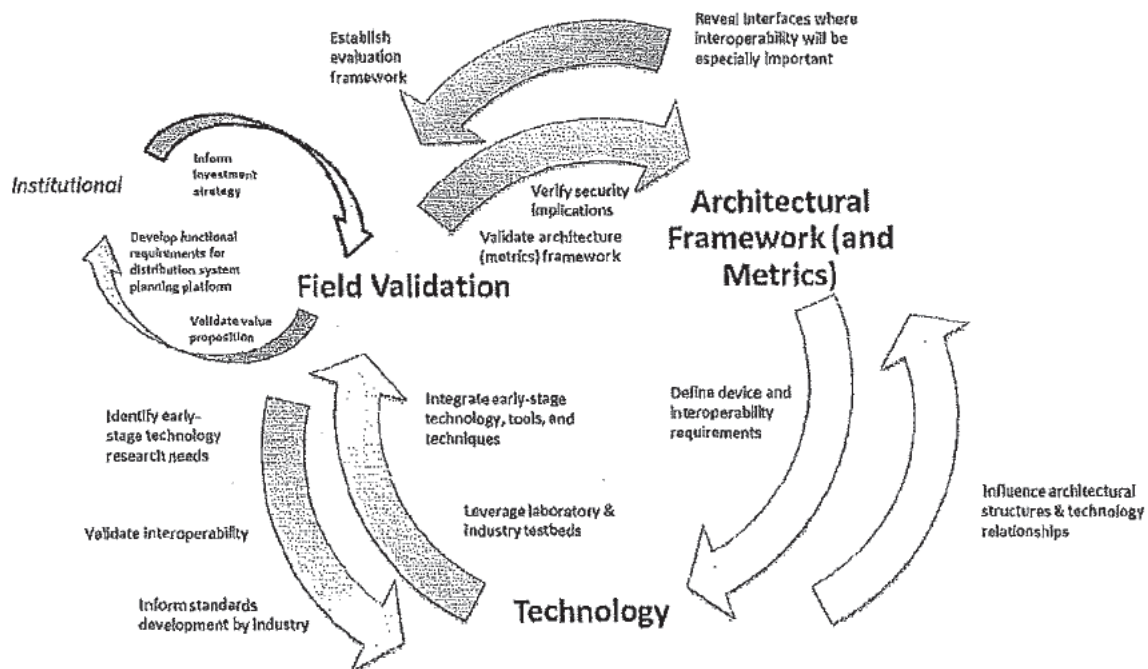 Establish
evaluation
framework
Reveal Interfaces where
interoperability will be
especially important
Institutional
Inform
investment
strategy
Verify security
implications
Validate architecture
(metrics) framework
Architectural
Framework (and
Metrics)
Develop functional
requirements for
distribution system
planning platform
Field Validation
Validate value
proposition
Identify early-
stage technology
research needs
Integrate early-stage
technology, tools, and
techniques
Define device and
interoperability
requirements
Validate interoperability
Leverage laboratory &
industry testbeds
Influence architectural
structures & technology
relationships
Inform standards
development by industry
Technology